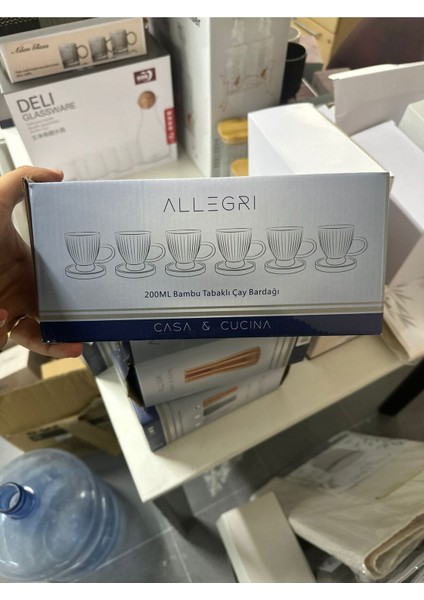 DELI
GLASSWARE
ALLEGRI
200ML Bambu Tabaklı Çay Bardağı
CASA & CUCINA